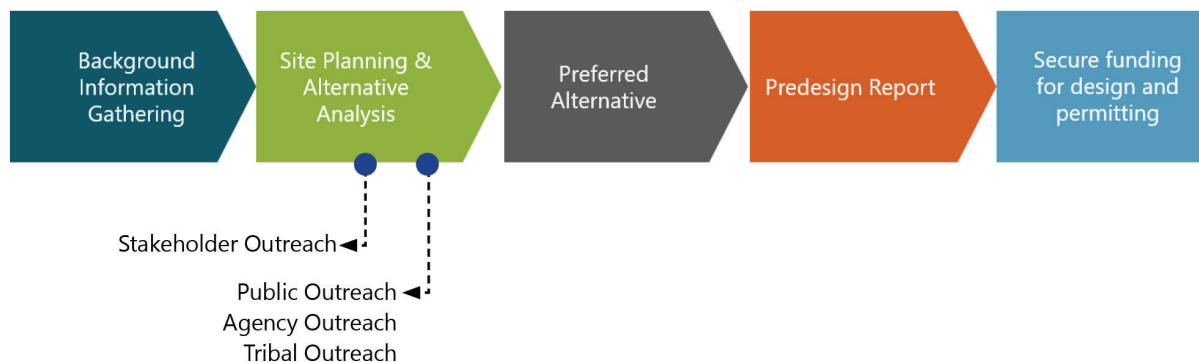 Background
Information
Gathering
Site Planning &
Alternative
Analysis
Preferred
Alternative
Predesign Report
Secure funding
for design and
permitting
Stakeholder Outreach
Public Outreach
Agency Outreach
Tribal Outreach